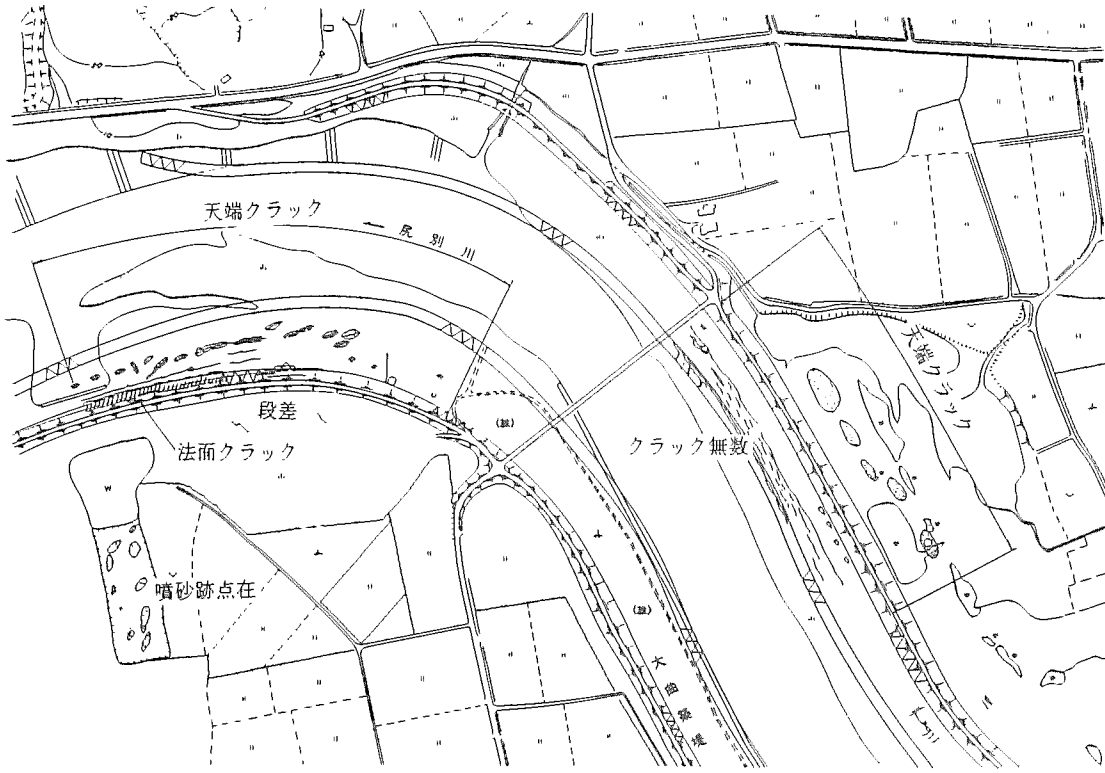 天端クラック
尻別川
段差
法面クラック
クラック無数
天端クラック
噴砂跡点在
大曲築堤